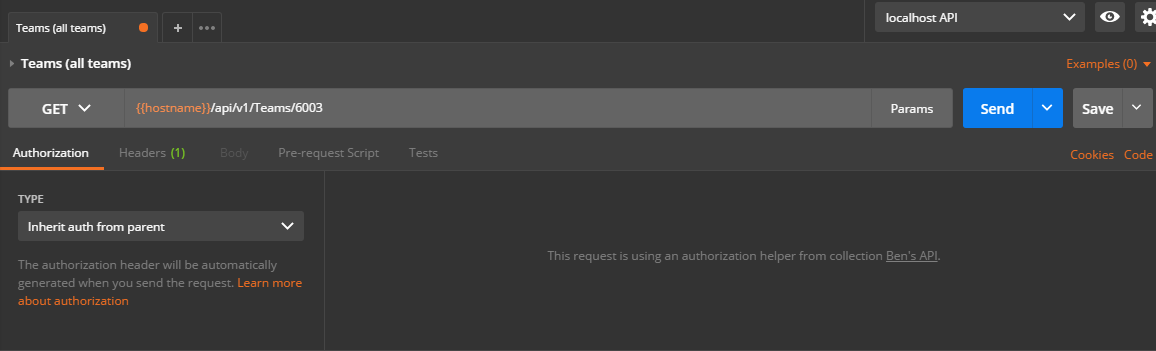 Teams (all teams)
+
localhost API
Teams (all teams)
Examples (0)
GET
{{hostname}}/api/v1/Teams/6003
Params
Send
Save
Authorization
Headers (1)
Body
Pre-request Script
Tests
Cookies
Code
TYPE
Inherit auth from parent
The authorization header will be automatically
generated when you send the request. Learn more
about authorization
This request is using an authorization helper from collection Ben's API.